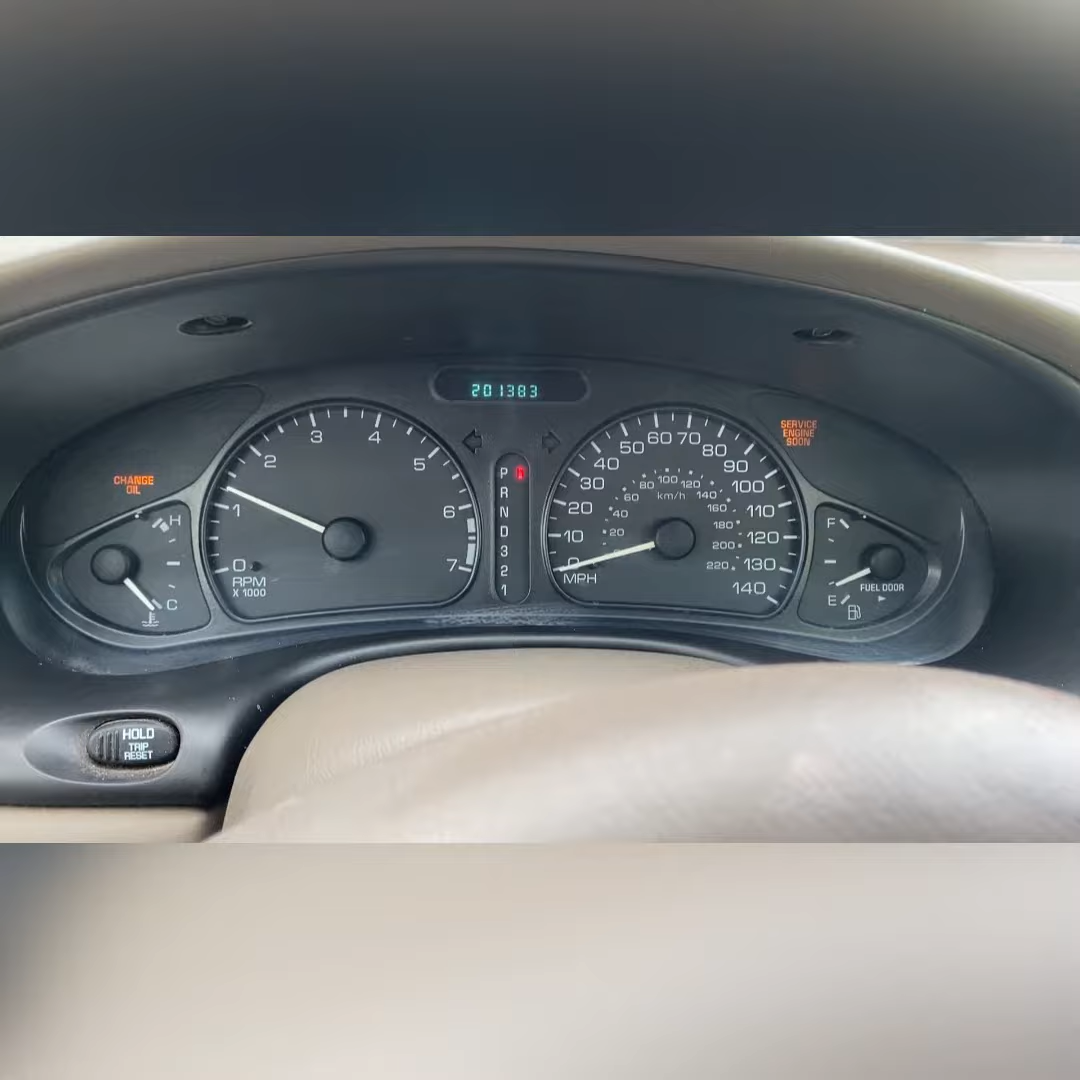 201383
CHANGE
OIL
SERVICE
ENGINE
SOON
H
C
0
1
2
3
4
5
6
7
RPM
X 1000
P
R
N
D
3
2
1
0
10
20
30
40
50
60
70
80
90
100
110
120
130
140
MPH
20
40
60
80
100
120
140
160
180
200
220
km/h
F
E
FUEL DOOR
HOLD
TRIP
RESET